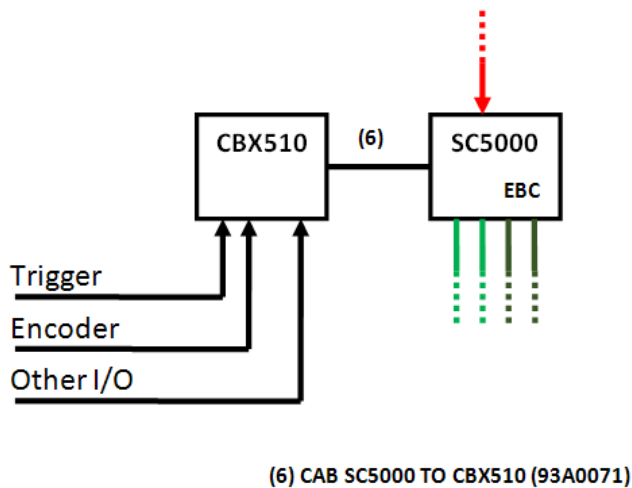 CBX510
(6)
SC5000
EBC
Trigger
Encoder
Other I/O
(6) CAB SC5000 TO CBX510 (93A0071)